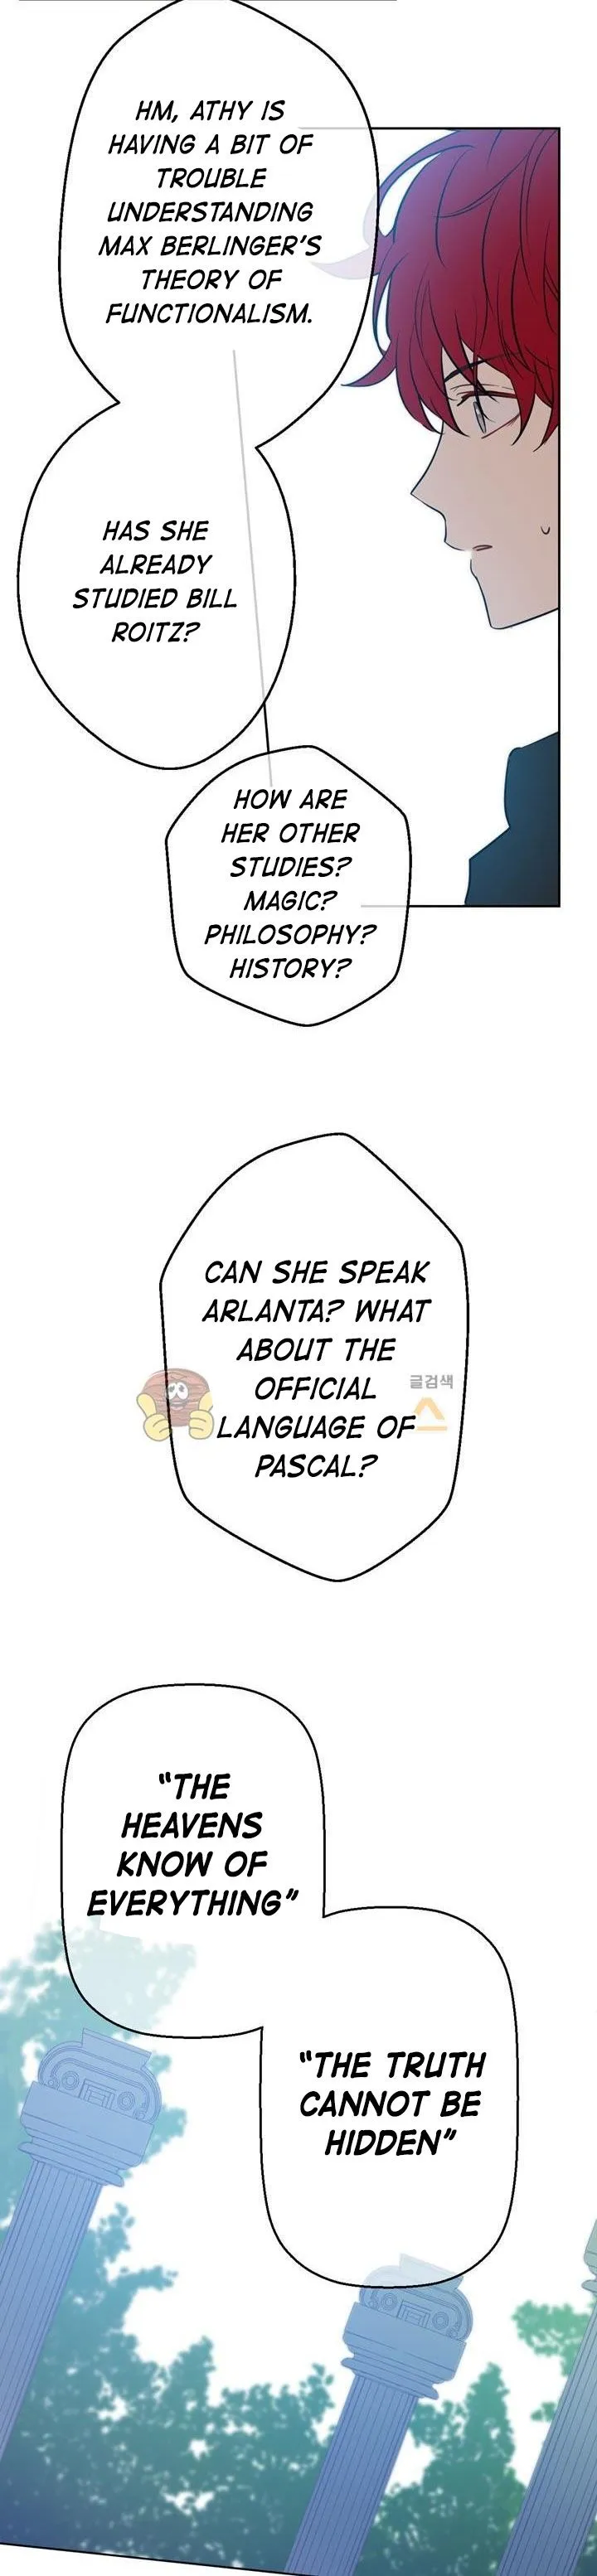 HM, ATHY IS
HAVING A BIT OF
TROUBLE
UNDERSTANDING
MAX BERLINGER'S
THEORY OF
FUNCTIONALISM.
HAS SHE
ALREADY
STUDIED BILL
ROITZ?
HOW ARE
HER OTHER
STUDIES?
MAGIC?
PHILOSOPHY?
HISTORY?
CAN SHE SPEAK
ARLANTA? WHAT
ABOUT THE
OFFICIAL
LANGUAGE OF
PASCAL?
글검색
"THE
HEAVENS
KNOW OF
EVERYTHING"
"THE TRUTH
CANNOT BE
HIDDEN"